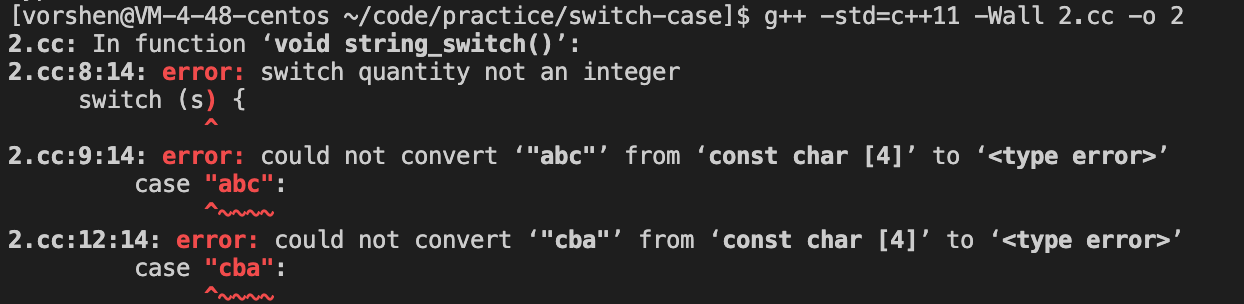 [vorshen@VM-4-48-centos ~/code/practice/switch-case]$ g++ -std=c++11 -Wall 2.cc -o 2
2.cc: In function ‘void string_switch()’:
2.cc:8:14: error: switch quantity not an integer
     switch (s) {
              ^
2.cc:9:14: error: could not convert ‘"abc"’ from ‘const char [4]’ to ‘<type error>’
         case "abc":
              ^~~~~
2.cc:12:14: error: could not convert ‘"cba"’ from ‘const char [4]’ to ‘<type error>’
         case "cba":
              ^~~~~